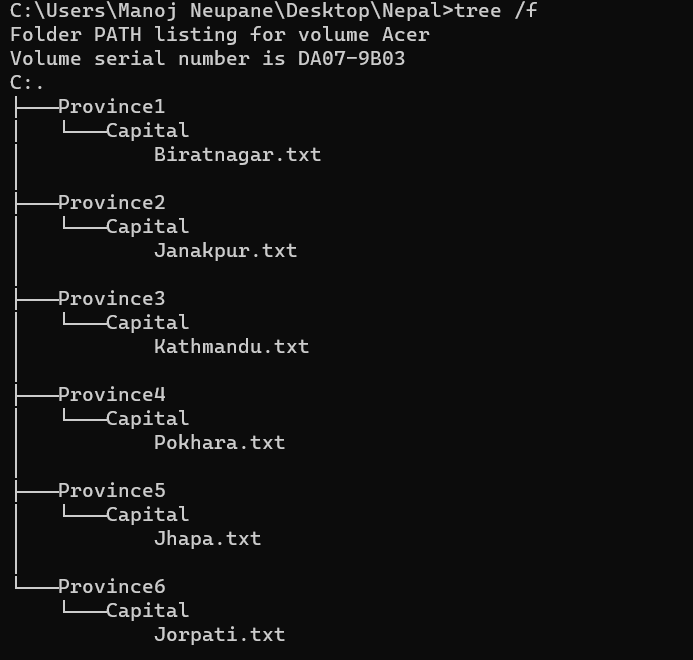 C:\Users\Manoj Neupane\Desktop\Nepal>tree /f
Folder PATH listing for volume Acer
Volume serial number is DA07-9B03
C:.
├───Province1
│   └───Capital
│           Biratnagar.txt
│
├───Province2
│   └───Capital
│           Janakpur.txt
│
├───Province3
│   └───Capital
│           Kathmandu.txt
│
├───Province4
│   └───Capital
│           Pokhara.txt
│
├───Province5
│   └───Capital
│           Jhapa.txt
│
└───Province6
    └───Capital
            Jorpati.txt